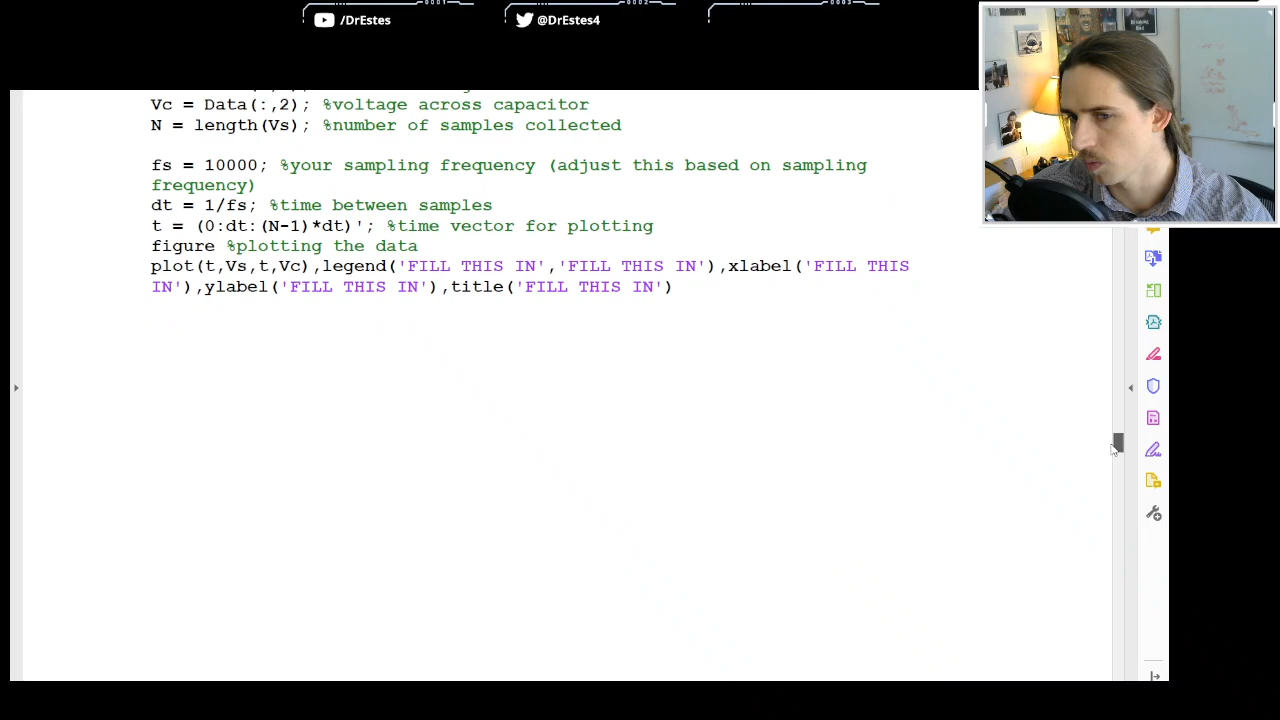 0001
0002
0003
/DrEstes
@DrEstes4
Vc = Data(:,2); %voltage across capacitor
N = length(Vs); %number of samples collected
fs = 10000; %your sampling frequency (adjust this based on sampling
frequency)
dt = 1/fs; %time between samples
t = (0:dt:(N-1)*dt)'; %time vector for plotting
figure %plotting the data
plot(t,Vs,t,Vc),legend('FILL THIS IN','FILL THIS IN'),xlabel('FILL THIS
IN'),ylabel('FILL THIS IN'),title('FILL THIS IN')